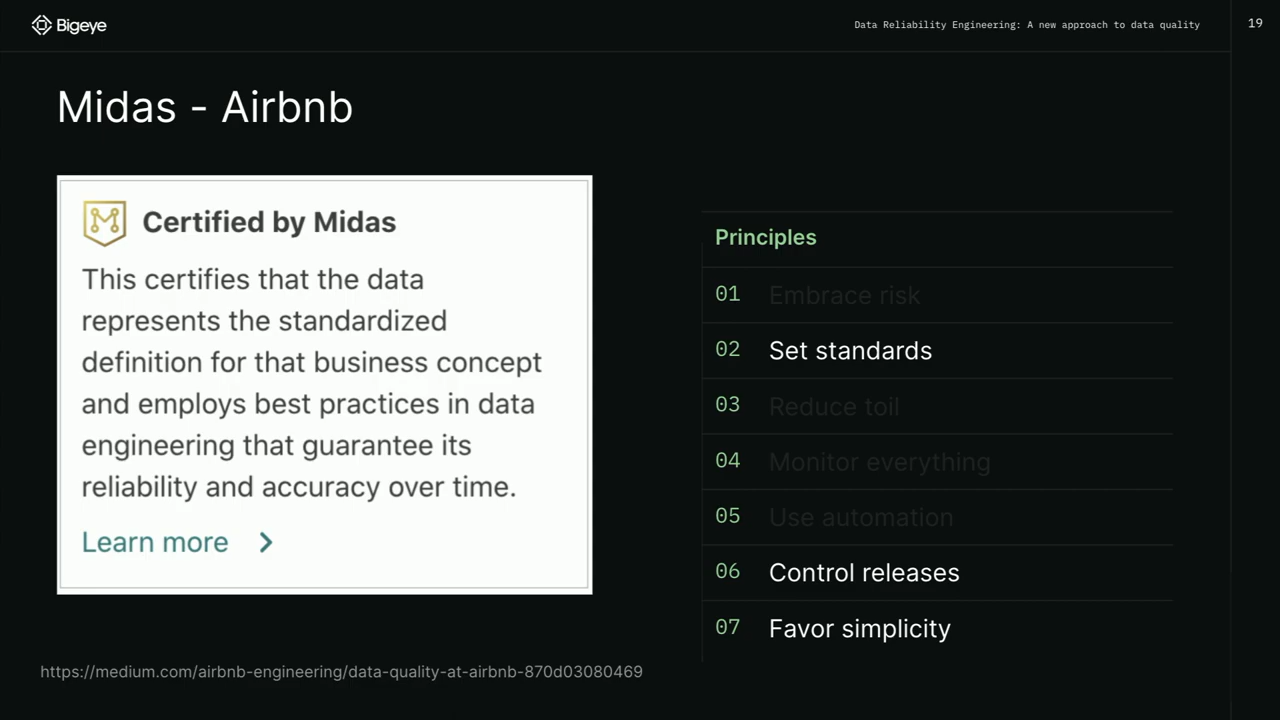 Bigeye
Data Reliability Engineering: A new approach to data quality
19
Midas - Airbnb
Certified by Midas
This certifies that the data
represents the standardized
definition for that business concept
and employs best practices in data
engineering that guarantee its
reliability and accuracy over time.
Learn more
Principles
01 Embrace risk
02 Set standards
03 Reduce toil
04 Monitor everything
05 Use automation
06 Control releases
07 Favor simplicity
https://medium.com/airbnb-engineering/data-quality-at-airbnb-870d03080469